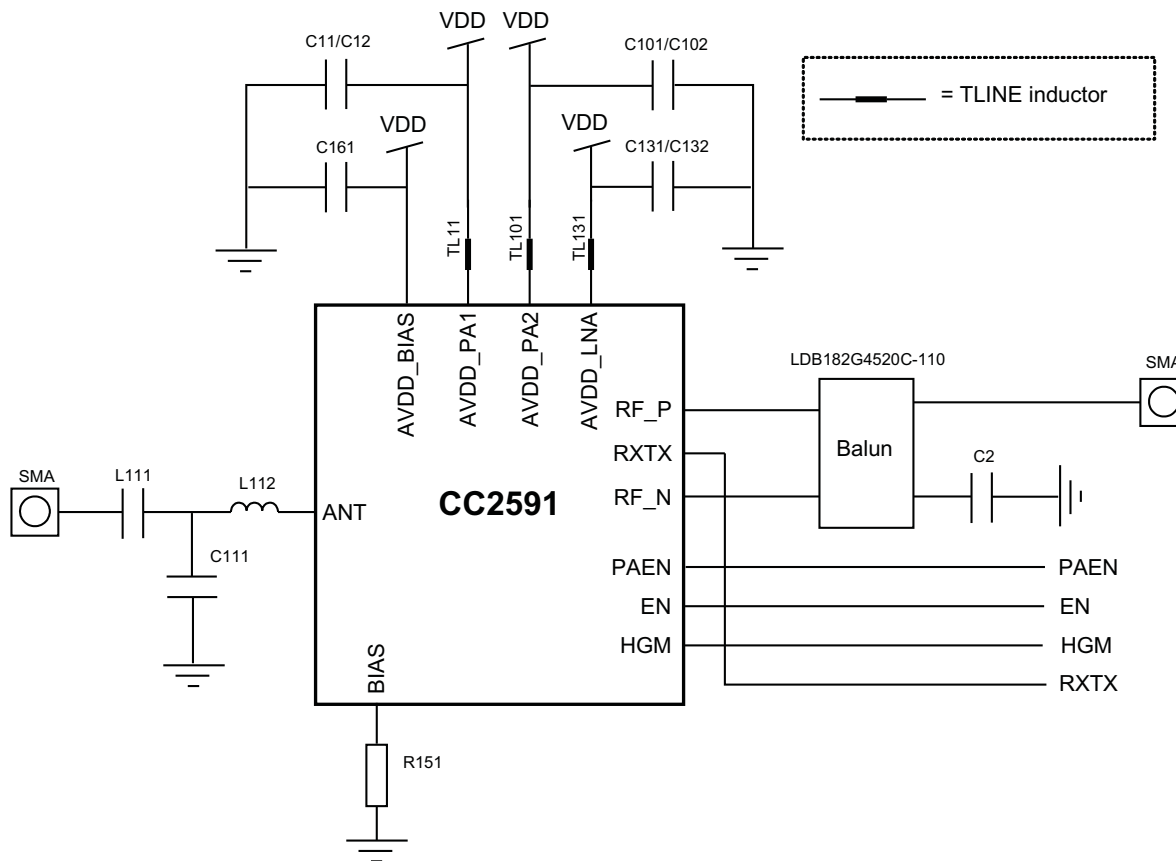 VDD
VDD
C11/C12
C101/C102
= TLINE inductor
VDD
VDD
C161
C131/C132
TL11
TL101
TL131
AVDD_BIAS
AVDD_PA1
AVDD_PA2
AVDD_LNA
LDB182G4520C-110
SMA
RF_P
RXTX
Balun
C2
SMA
L111
L112
RF_N
CC2591
ANT
C111
PAEN
PAEN
EN
EN
HGM
HGM
BIAS
RXTX
R151